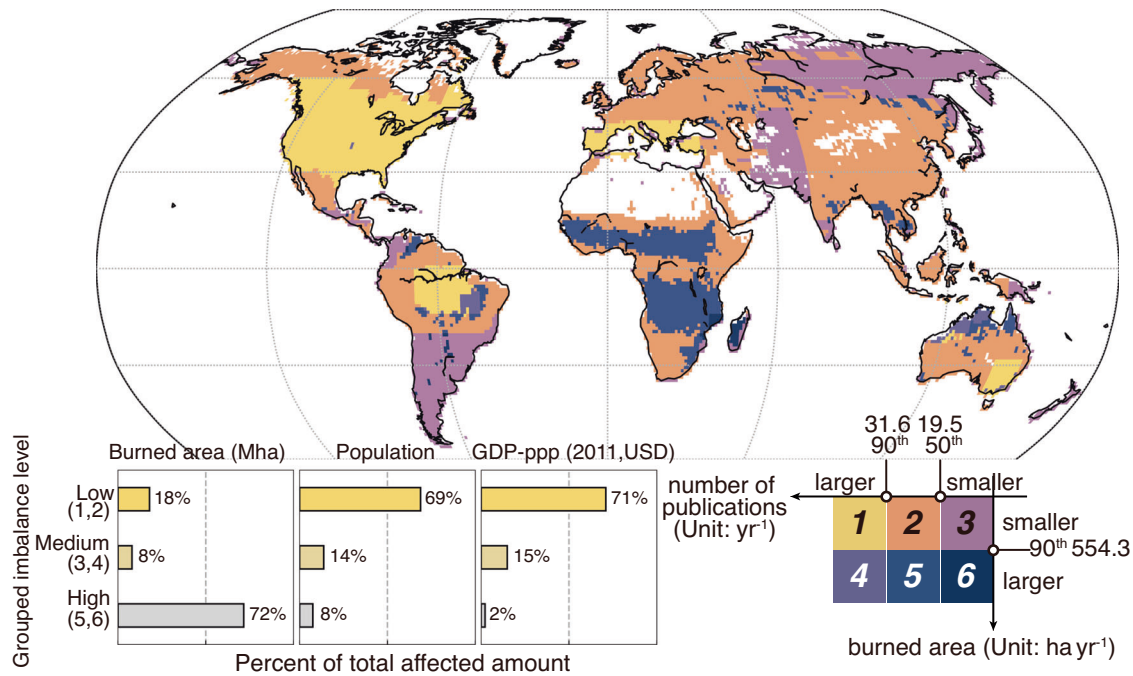 Burned area (Mha)
Population
GDP-ppp (2011,USD)
Grouped imbalance level
Low
(1,2)
18%
69%
71%
Medium
(3,4)
8%
14%
15%
High
(5,6)
72%
8%
2%
Percent of total affected amount
31.6
90th
19.5
50th
larger
smaller
number of
publications
(Unit: yr⁻¹)
1
2
3
4
5
6
smaller
90th 554.3
larger
burned area (Unit: ha yr⁻¹)